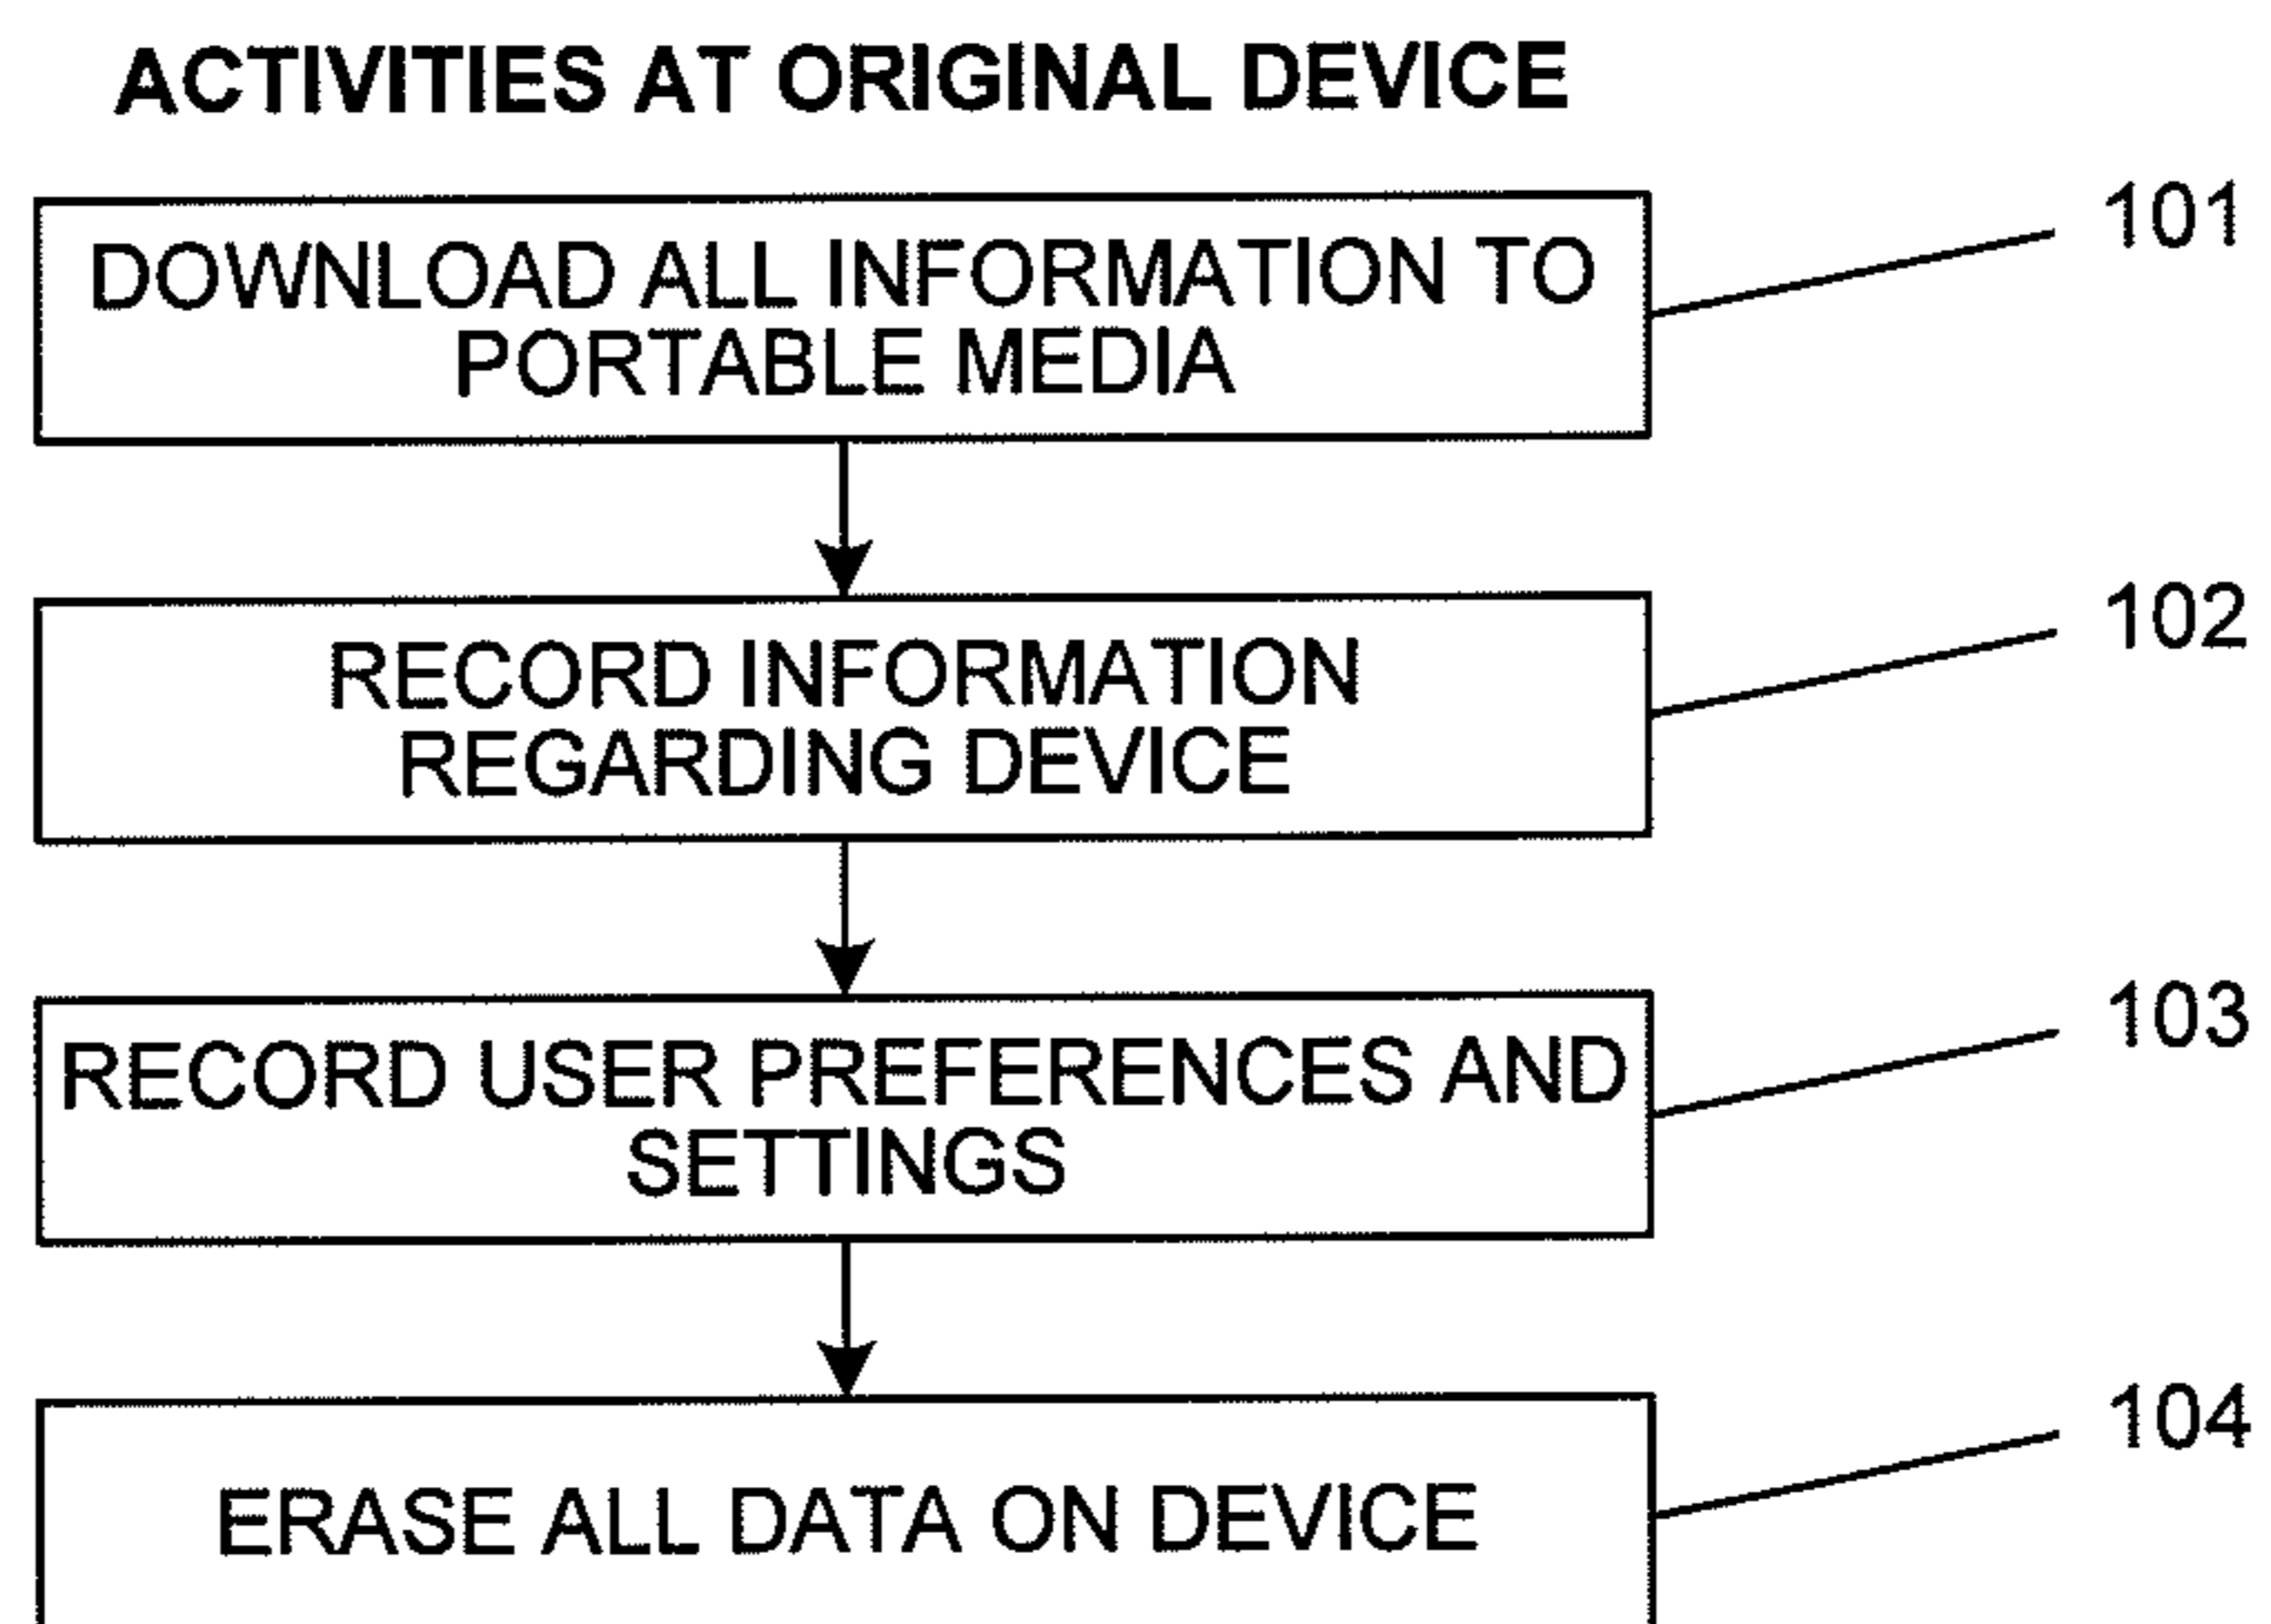 ACTIVITIES AT ORIGINAL DEVICE
101
DOWNLOAD ALL INFORMATION TO
PORTABLE MEDIA
102
RECORD INFORMATION
REGARDING DEVICE
103
RECORD USER PREFERENCES AND
SETTINGS
104
ERASE ALL DATA ON DEVICE